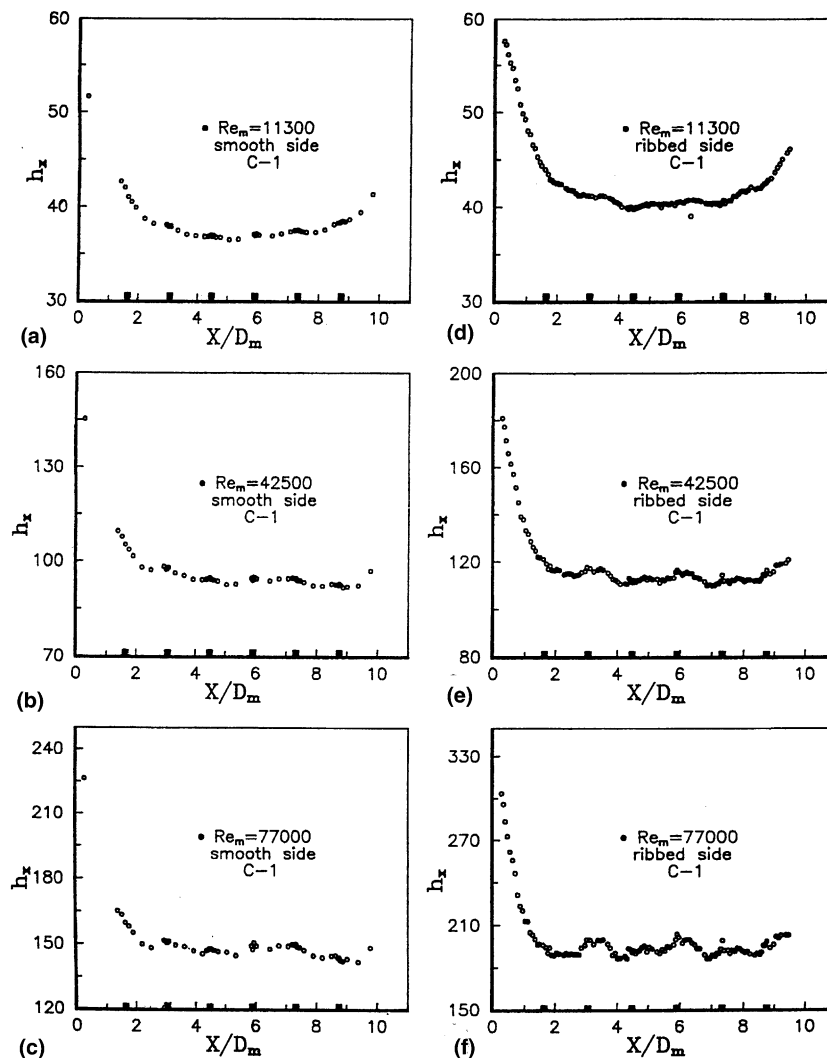 60
50
40
30
h_x
Re_m=11300
smooth side
C-1
0 2 4 6 8 10
(a)
X/D_m
60
50
40
30
h_x
Re_m=11300
ribbed side
C-1
0 2 4 6 8 10
(d)
X/D_m
160
130
100
70
h_x
Re_m=42500
smooth side
C-1
0 2 4 6 8 10
(b)
X/D_m
200
160
120
80
h_x
Re_m=42500
ribbed side
C-1
0 2 4 6 8 10
(e)
X/D_m
240
210
180
150
120
h_x
Re_m=77000
smooth side
C-1
0 2 4 6 8 10
(c)
X/D_m
330
270
210
150
h_x
Re_m=77000
ribbed side
C-1
0 2 4 6 8 10
(f)
X/D_m